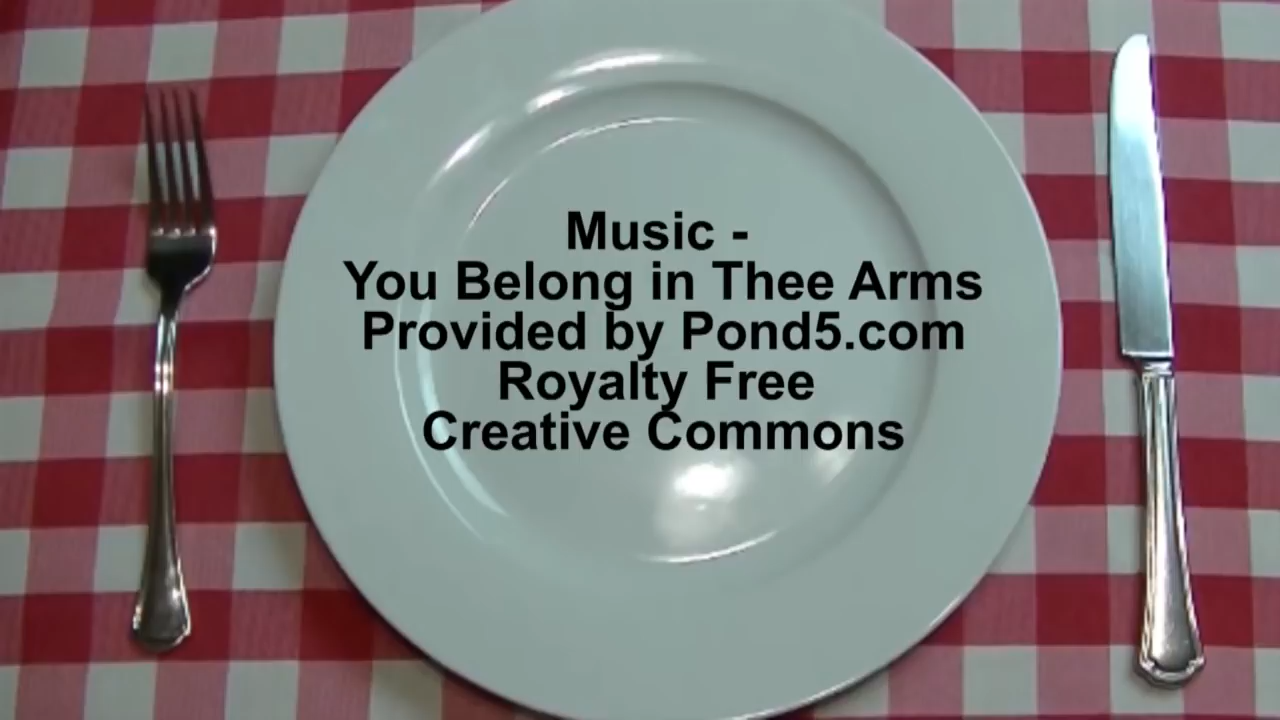 Music -
You Belong in Thee Arms
Provided by Pond5.com
Royalty Free
Creative Commons